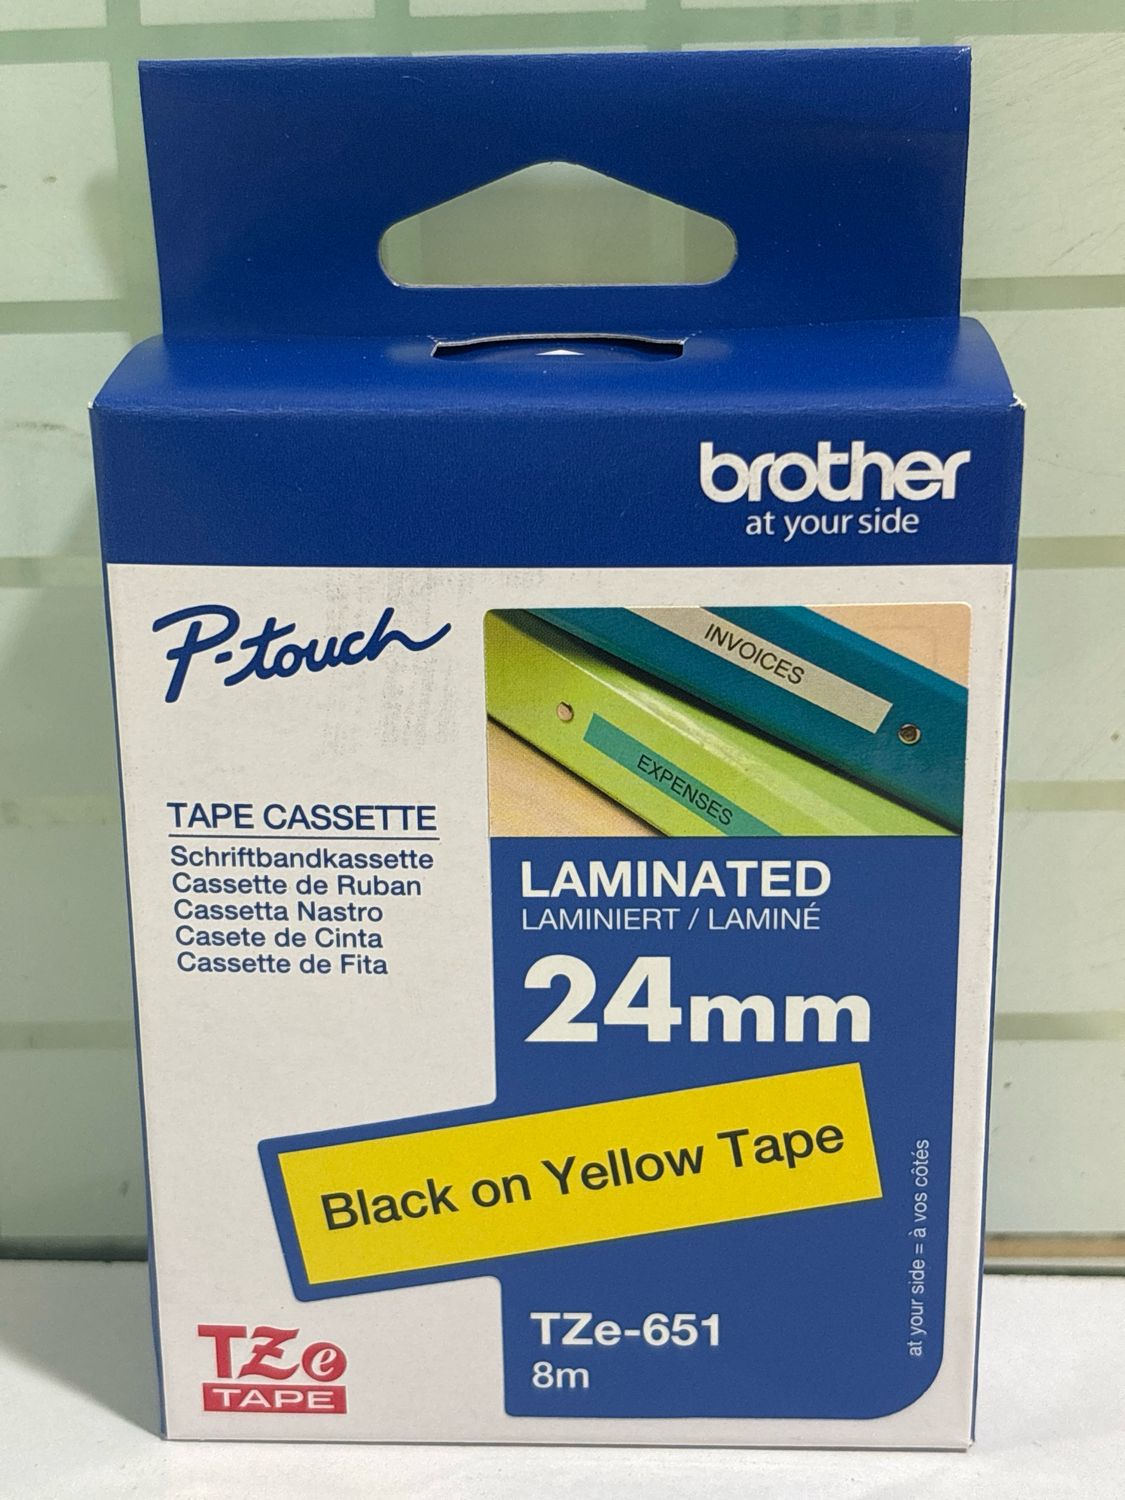 brother
at your side
P-touch
INVOICES
EXPENSES
TAPE CASSETTE
Schriftbandkassette
Cassette de Ruban
Cassetta Nastro
Casete de Cinta
Cassette de Fita
LAMINATED
LAMINIERT / LAMINÉ
24mm
Black on Yellow Tape
at your side = à vos côtés
TZe-651
8m
TZe
TAPE